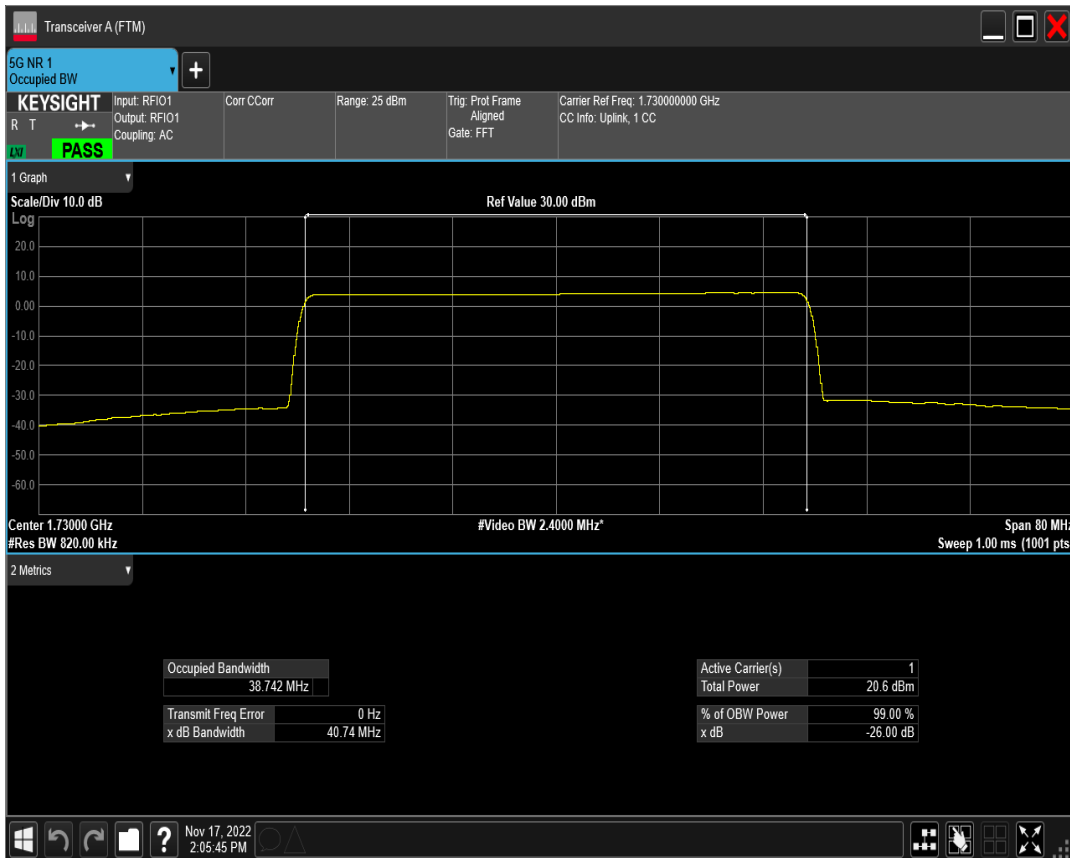 Transceiver A (FTM)
5G NR 1
Occupied BW
+
KEYSIGHT
R T
LXI
PASS
Input: RFIO1
Output: RFIO1
Coupling: AC
Corr CCorr
Range: 25 dBm
Trig: Prot Frame
Aligned
Gate: FFT
Carrier Ref Freq: 1.730000000 GHz
CC Info: Uplink, 1 CC
1 Graph
Scale/Div 10.0 dB
Ref Value 30.00 dBm
Log
20.0
10.0
0.00
-10.0
-20.0
-30.0
-40.0
-50.0
-60.0
Center 1.73000 GHz
#Video BW 2.4000 MHz*
Span 80 MHz
#Res BW 820.00 kHz
Sweep 1.00 ms (1001 pts
2 Metrics
Occupied Bandwidth
38.742 MHz
Transmit Freq Error 0 Hz
x dB Bandwidth 40.74 MHz
Active Carrier(s) 1
Total Power 20.6 dBm
% of OBW Power 99.00 %
x dB -26.00 dB
?
Nov 17, 2022
2:05:45 PM